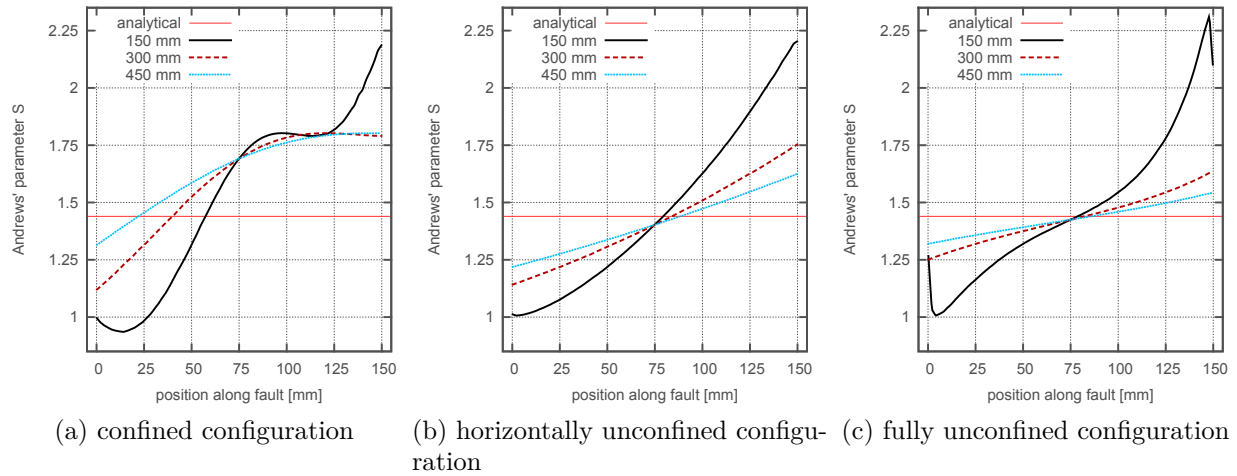 analytical
150 mm
300 mm
450 mm
Andrews' parameter S
2.25
2
1.75
1.5
1.25
1
0 25 50 75 100 125 150
position along fault [mm]
(a) confined configuration
analytical
150 mm
300 mm
450 mm
Andrews' parameter S
2.25
2
1.75
1.5
1.25
1
0 25 50 75 100 125 150
position along fault [mm]
(b) horizontally unconfined configu-
ration
analytical
150 mm
300 mm
450 mm
Andrews' parameter S
2.25
2
1.75
1.5
1.25
1
0 25 50 75 100 125 150
position along fault [mm]
(c) fully unconfined configuration